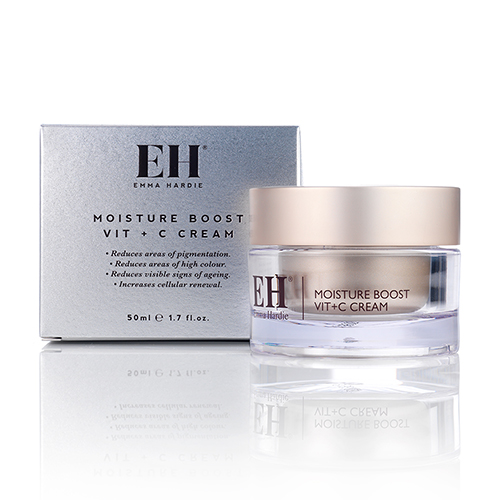 EH®
EMMA HARDIE
MOISTURE BOOST
VIT + C CREAM
• Reduces areas of pigmentation.
• Reduces areas of high colour.
• Reduces visible signs of ageing.
• Increases cellular renewal.
50ml e 1.7 fl.oz.
EH®
Emma Hardie
MOISTURE BOOST
VIT+C CREAM